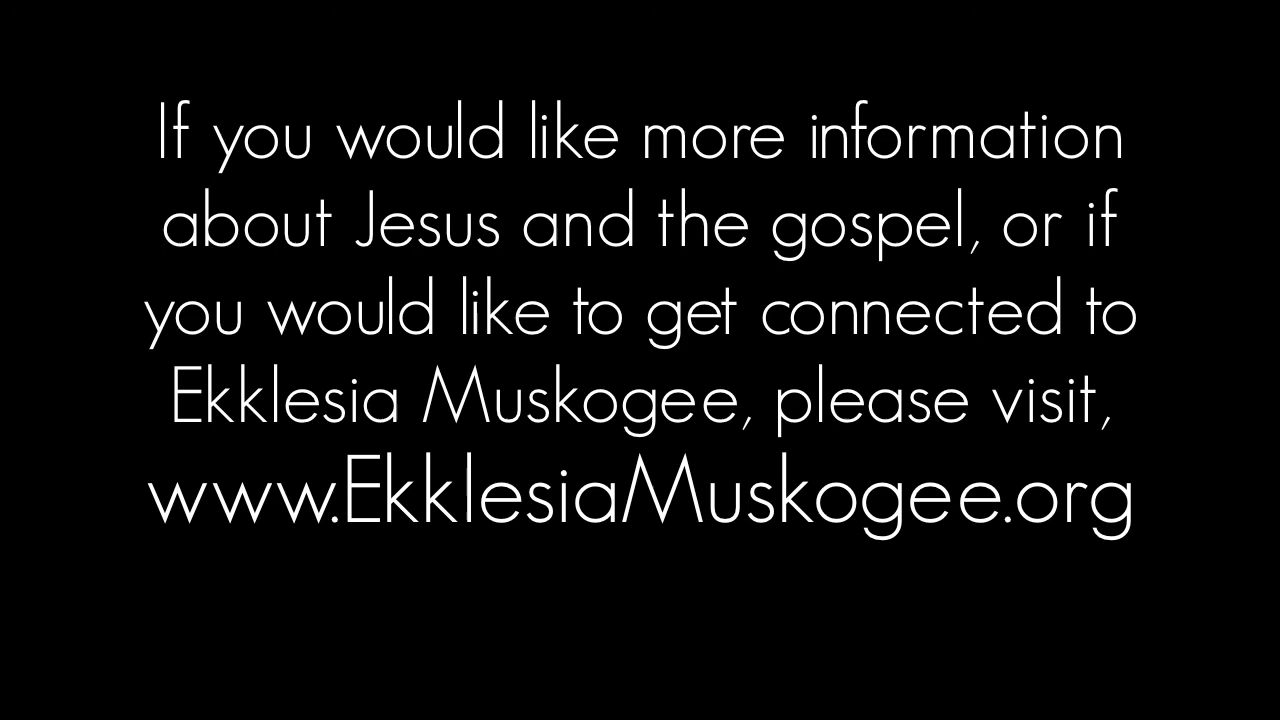 If you would like more information
about Jesus and the gospel, or if
you would like to get connected to
Ekklesia Muskogee, please visit,
www.EkklesiaMuskogee.org